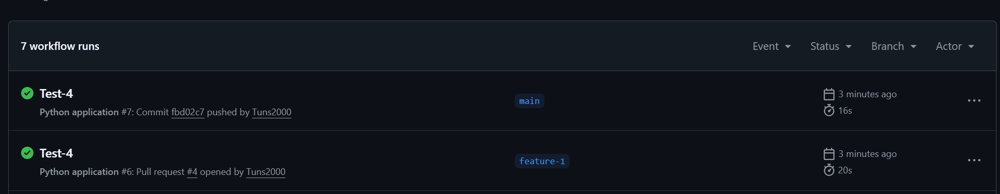 7 workflow runs
Event Status Branch Actor
Test-4
Python application #7: Commit fbd02c7 pushed by Tuns2000
main
3 minutes ago
16s
Test-4
Python application #6: Pull request #4 opened by Tuns2000
feature-1
3 minutes ago
20s